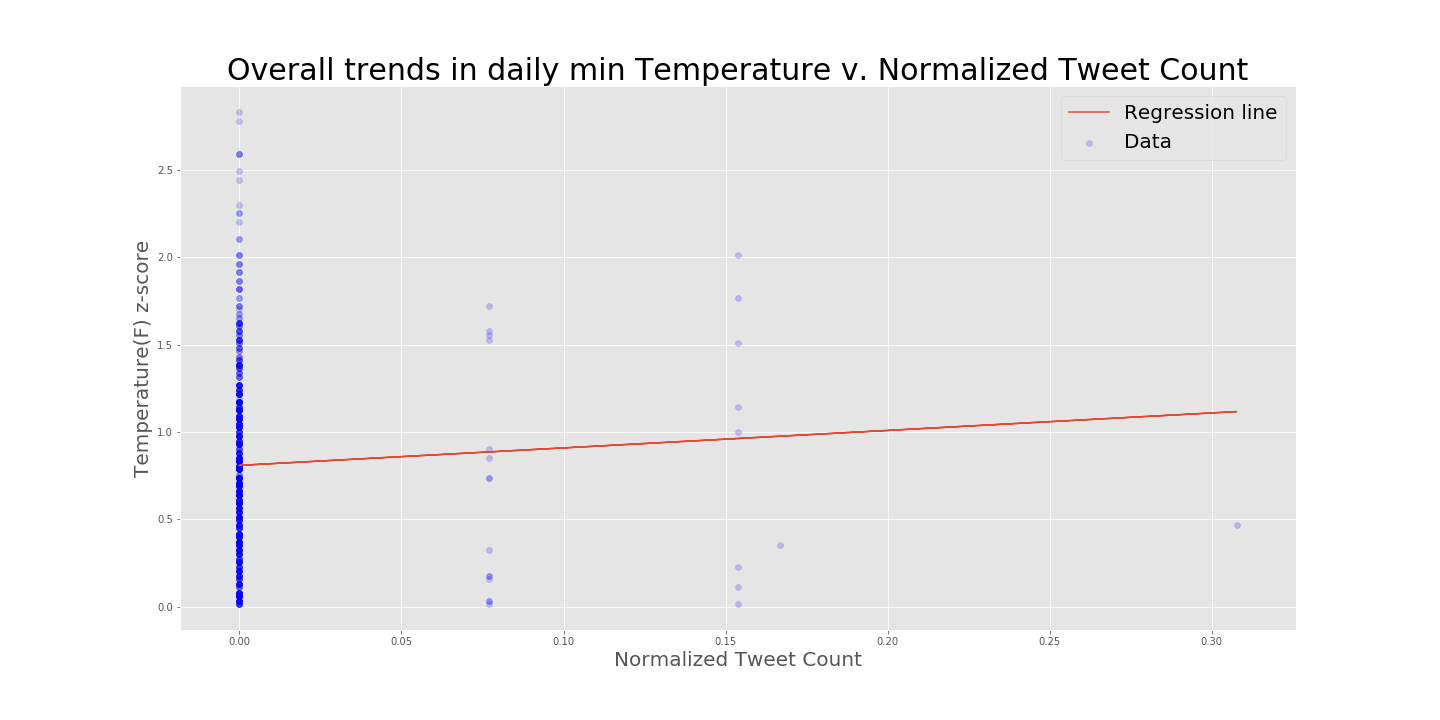 Overall trends in daily min Temperature v. Normalized Tweet Count
Regression line
Data
Temperature(F) z-score
2.5
2.0
1.5
1.0
0.5
0.0
0.00 0.05 0.10 0.15 0.20 0.25 0.30
Normalized Tweet Count